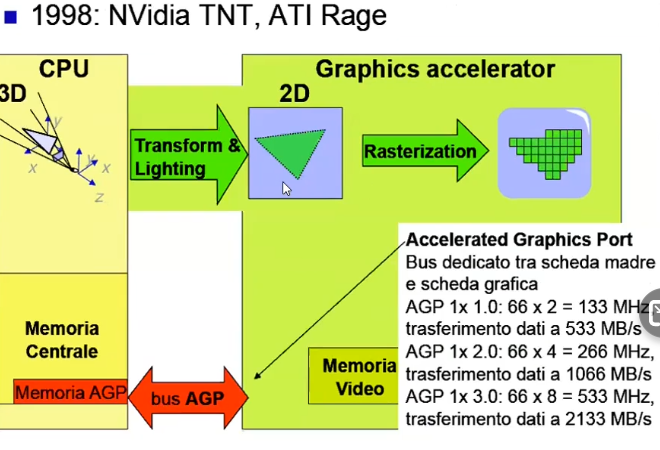 1998: NVidia TNT, ATI Rage
CPU
Graphics accelerator
3D
2D
y
x
y
x
z
Transform &
Lighting
Rasterization
Accelerated Graphics Port
Bus dedicato tra scheda madre
e scheda grafica
AGP 1x 1.0: 66 x 2 = 133 MHz,
trasferimento dati a 533 MB/s
AGP 1x 2.0: 66 x 4 = 266 MHz,
trasferimento dati a 1066 MB/s
AGP 1x 3.0: 66 x 8 = 533 MHz,
trasferimento dati a 2133 MB/s
Memoria
Centrale
Memoria AGP
bus AGP
Memoria
Video